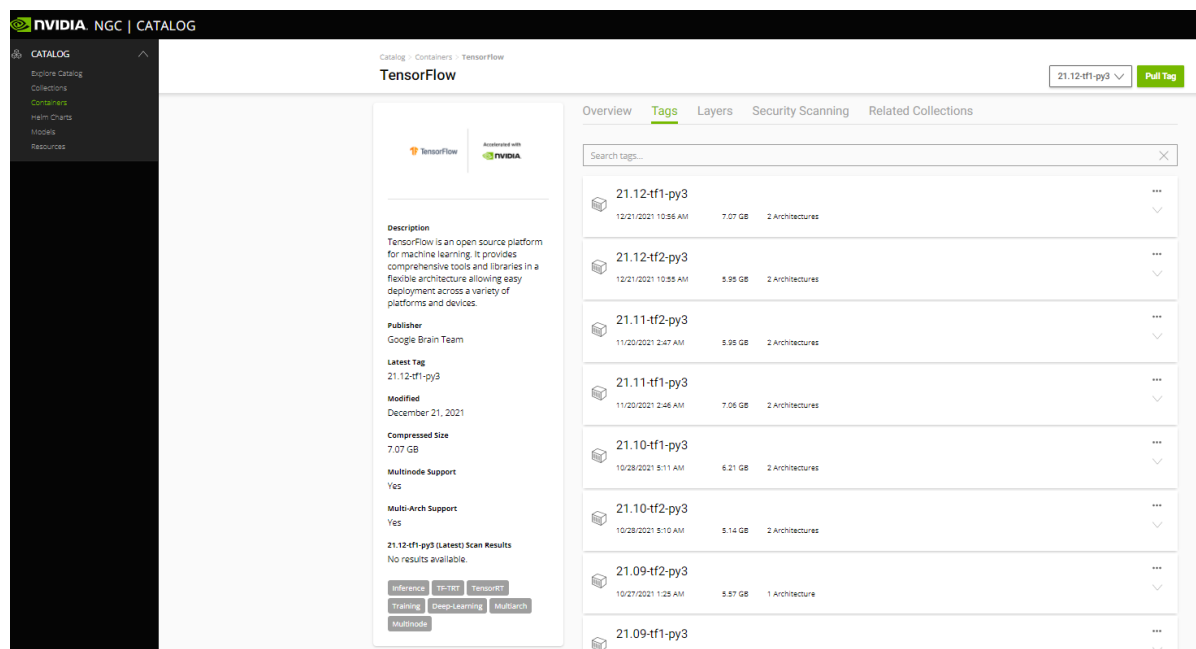 NVIDIA. NGC | CATALOG
CATALOG
Explore Catalog
Collections
Containers
Helm Charts
Models
Resources
Catalog > Containers > TensorFlow
TensorFlow
21.12-tf1-py3
Pull Tag
TensorFlow
Accelerated with
NVIDIA.
Description
TensorFlow is an open source platform
for machine learning. It provides
comprehensive tools and libraries in a
flexible architecture allowing easy
deployment across a variety of
platforms and devices.
Publisher
Google Brain Team
Latest Tag
21.12-tf1-py3
Modified
December 21, 2021
Compressed Size
7.07 GB
Multinode Support
Yes
Multi-Arch Support
Yes
21.12-tf1-py3 (Latest) Scan Results
No results available.
Inference TF-TRT TensorRT
Training Deep-Learning Multiarch
Multinode
Overview Tags Layers Security Scanning Related Collections
Search tags...
21.12-tf1-py3
12/21/2021 10:56 AM 7.07 GB 2 Architectures
21.12-tf2-py3
12/21/2021 10:55 AM 5.95 GB 2 Architectures
21.11-tf2-py3
11/20/2021 2:47 AM 5.95 GB 2 Architectures
21.11-tf1-py3
11/20/2021 2:46 AM 7.06 GB 2 Architectures
21.10-tf1-py3
10/28/2021 5:11 AM 6.21 GB 2 Architectures
21.10-tf2-py3
10/28/2021 5:10 AM 5.14 GB 2 Architectures
21.09-tf2-py3
10/27/2021 1:25 AM 5.57 GB 1 Architecture
21.09-tf1-py3